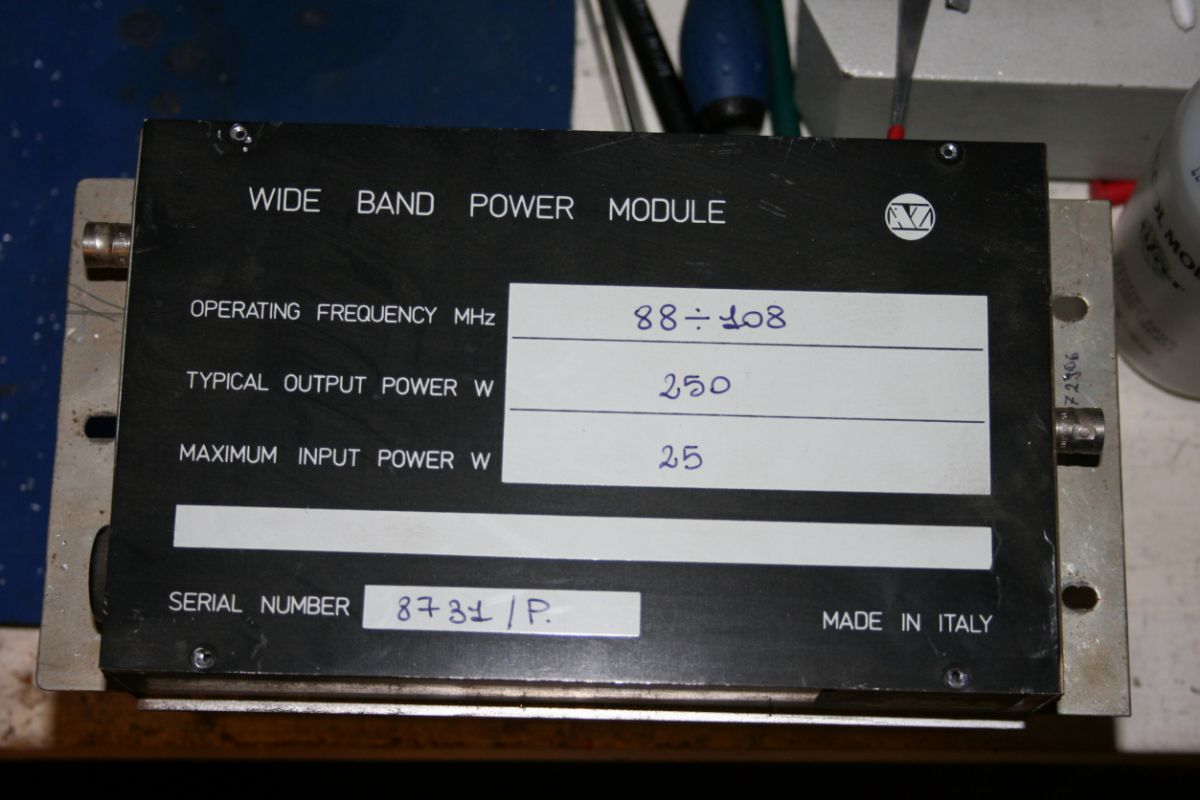 WIDE BAND POWER MODULE
OPERATING FREQUENCY MHz 88÷108
TYPICAL OUTPUT POWER W 250
MAXIMUM INPUT POWER W 25
SERIAL NUMBER 8731/P.
MADE IN ITALY